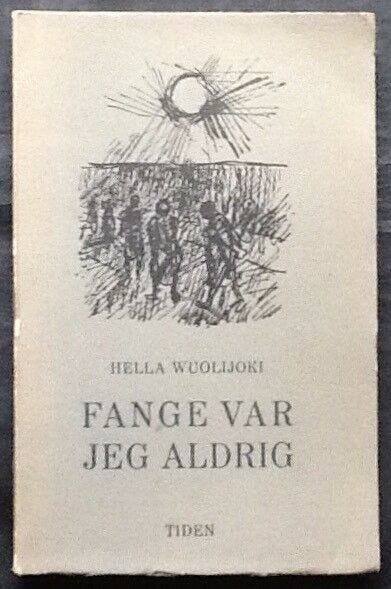 HELLA WUOLIJOKI
FANGE VAR
JEG ALDRIG
TIDEN